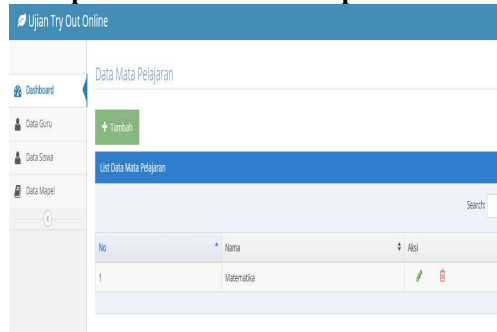 Ujian Try Out Online
Data Mata Pelajaran
Dashboard
Data Guru
+ Tambah
Data Siswa
List Data Mata Pelajaran
Data Mapel
Search:
No Nama Aksi
1 Matematika